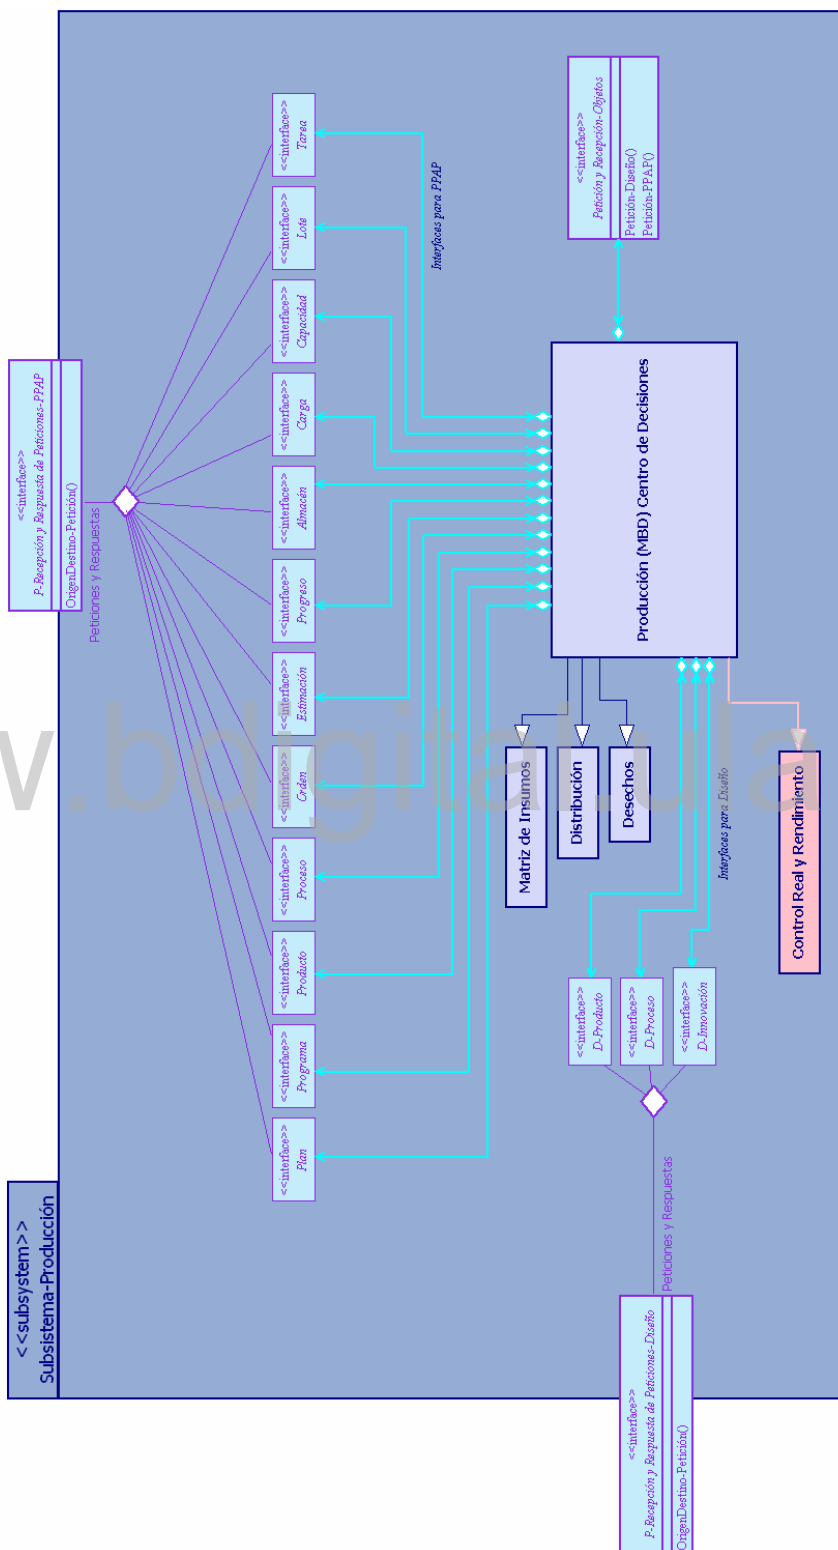 <<subsystem>>
Subsistema-Producción
<<interface>>
P-Recepción y Respuesta de Peticiones-PPAP
OrigenDestino-Petición()
Peticiones y Respuestas
<<interface>>
Plan
<<interface>>
Programa
<<interface>>
Producto
<<interface>>
Proceso
<<interface>>
Orden
<<interface>>
Estimación
<<interface>>
Progreso
<<interface>>
Almacén
<<interface>>
Carga
<<interface>>
Capacidad
<<interface>>
Lote
<<interface>>
Tarea
Interfaces para PPAP
<<interface>>
Petición y Recepción-Objetos
Petición-Diseño()
Petición-PPAP()
Producción (MBD) Centro de Decisiones
Matriz de Insumos
Distribución
Desechos
Control Real y Rendimiento
Interfaces para Diseño
<<interface>>
D-Producto
<<interface>>
D-Proceso
<<interface>>
D-Innovación
Peticiones y Respuestas
<<interface>>
P-Recepción y Respuesta de Peticiones-Diseño
OrigenDestino-Petición()
w.bdigital.ula